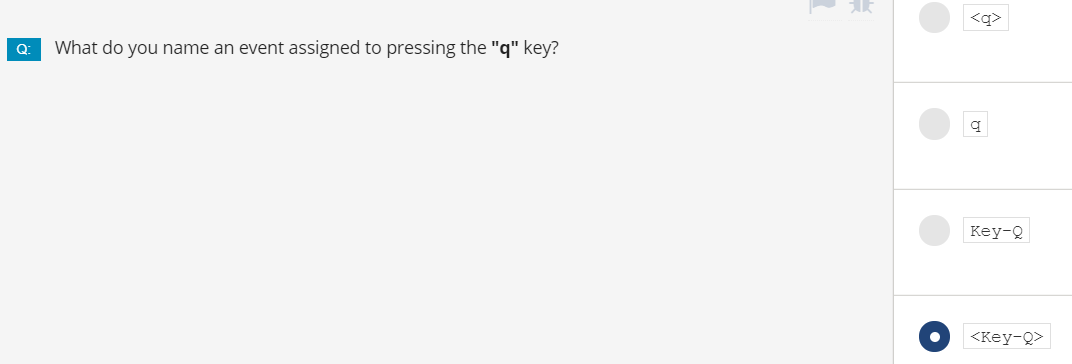 Q: What do you name an event assigned to pressing the "q" key?
<q>
q
Key-Q
<Key-Q>